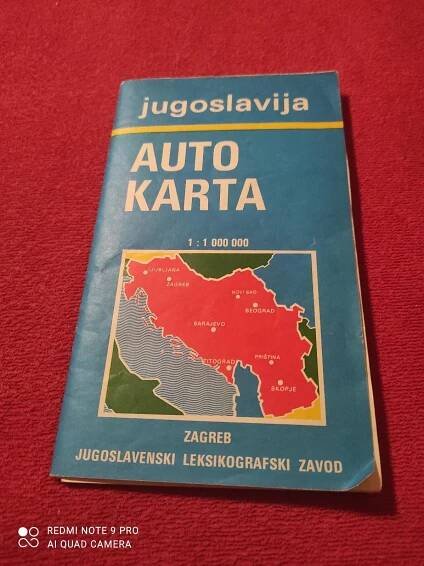 jugoslavija
AUTO
KARTA
1 : 1 000 000
LJUBLJANA
ZAGREB
NOVI SAD
BEOGRAD
SARAJEVO
TITOGRAD
PRIŠTINA
SKOPJE
ZAGREB
JUGOSLAVENSKI LEKSIKOGRAFSKI ZAVOD
REDMI NOTE 9 PRO
AI QUAD CAMERA